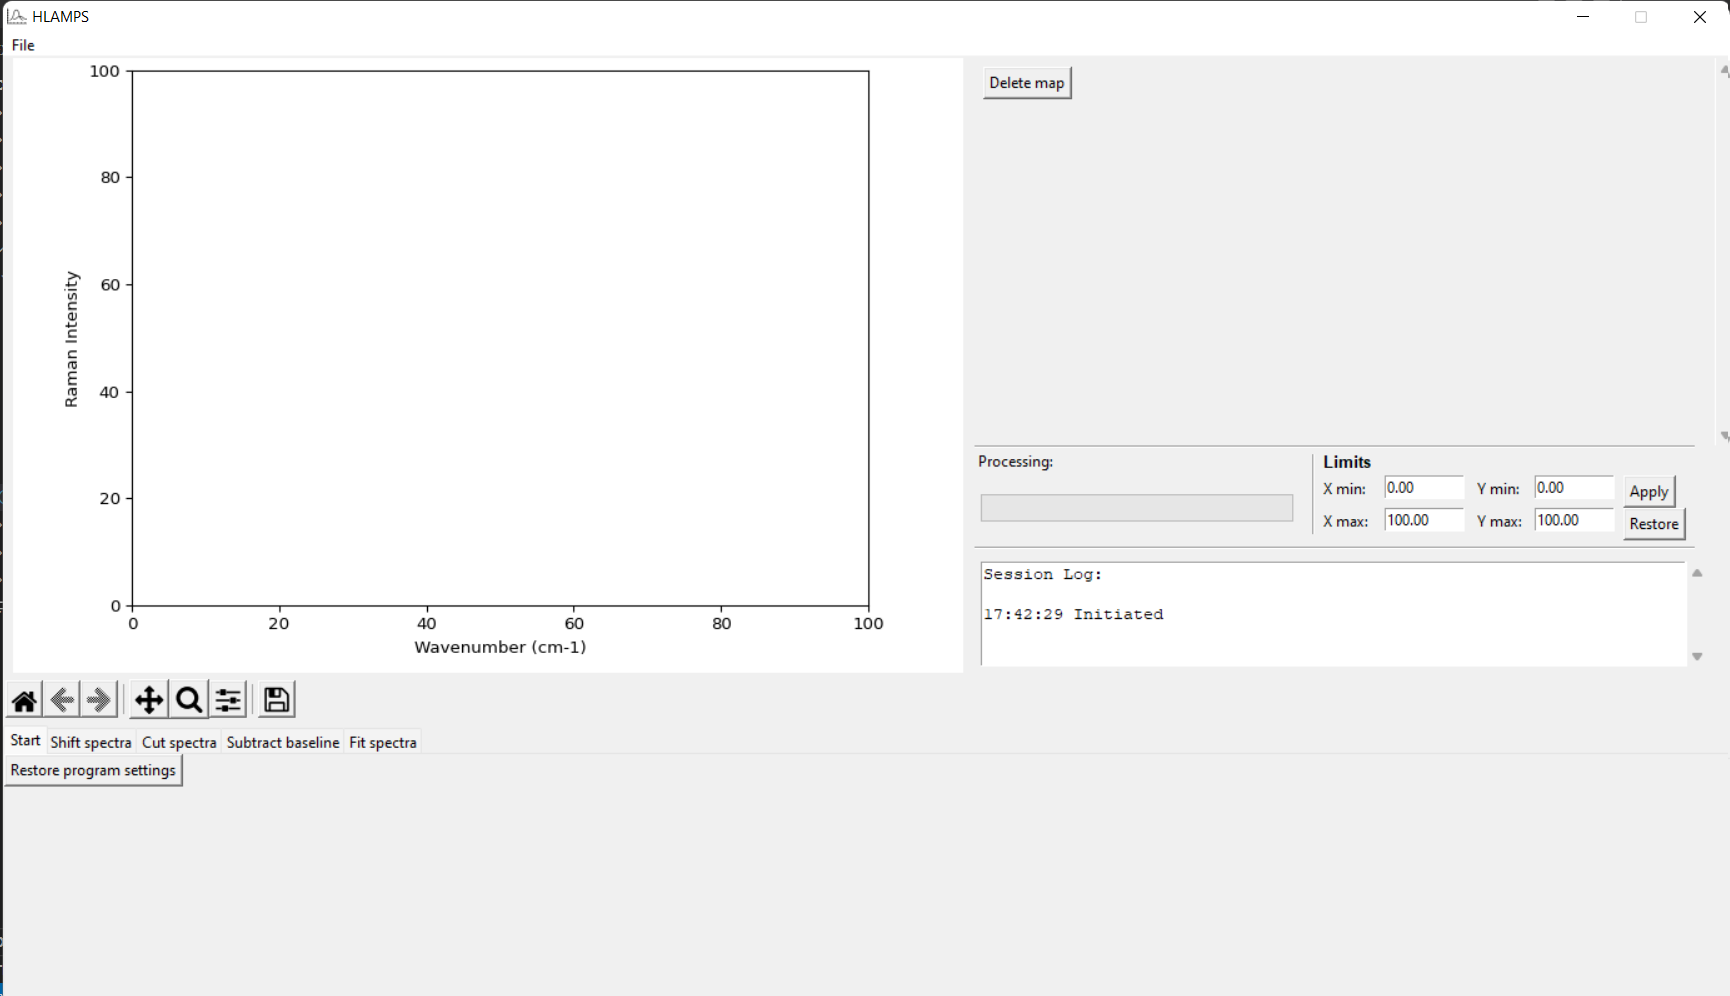 HLAMPS
File
100
80
60
40
20
0
Raman Intensity
0 20 40 60 80 100
Wavenumber (cm-1)
Delete map
Processing:
Limits
X min: 0.00 Y min: 0.00 Apply
X max: 100.00 Y max: 100.00 Restore
Session Log:
17:42:29 Initiated
Start Shift spectra Cut spectra Subtract baseline Fit spectra
Restore program settings